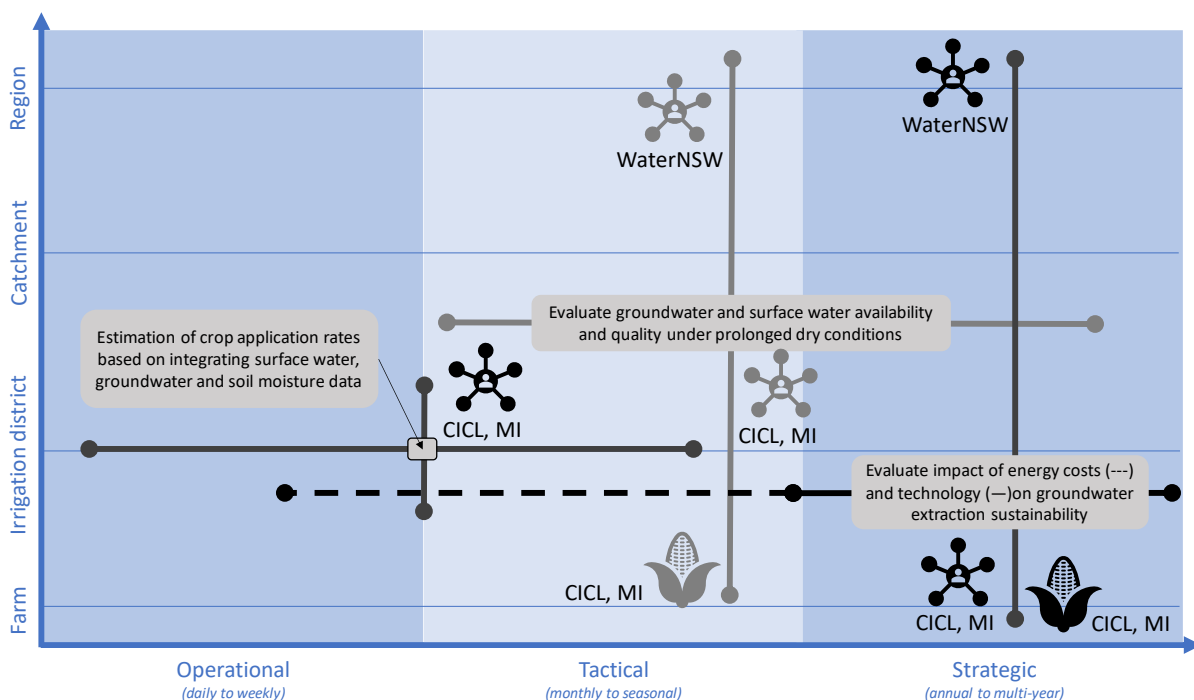 Region
Catchment
Irrigation district
Farm
WaterNSW
WaterNSW
Estimation of crop application rates
based on integrating surface water,
groundwater and soil moisture data
Evaluate groundwater and surface water availability
and quality under prolonged dry conditions
CICL, MI
CICL, MI
Evaluate impact of energy costs (---)
and technology (—)on groundwater
extraction sustainability
CICL, MI
CICL, MI
CICL, MI
Operational
(daily to weekly)
Tactical
(monthly to seasonal)
Strategic
(annual to multi-year)